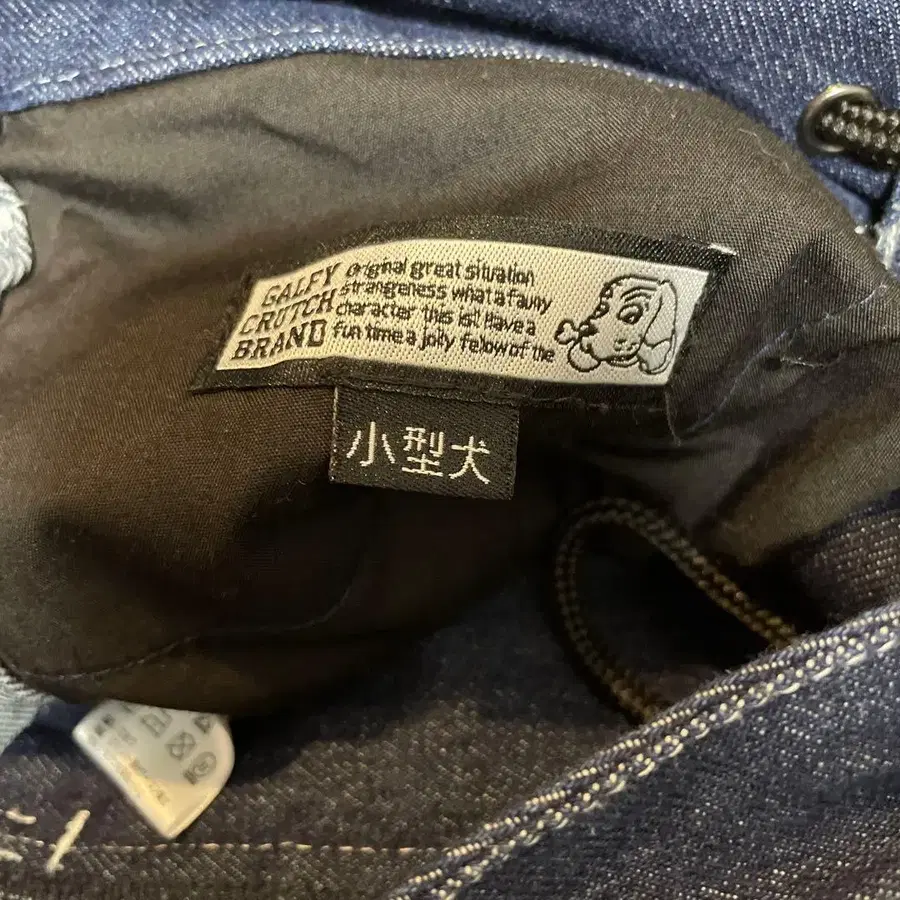 GALFY
CRUTCH
BRAND
Original great situation
strangeness what a fauny
character this is! Have a
fun time a jolly fellow of the
小型犬